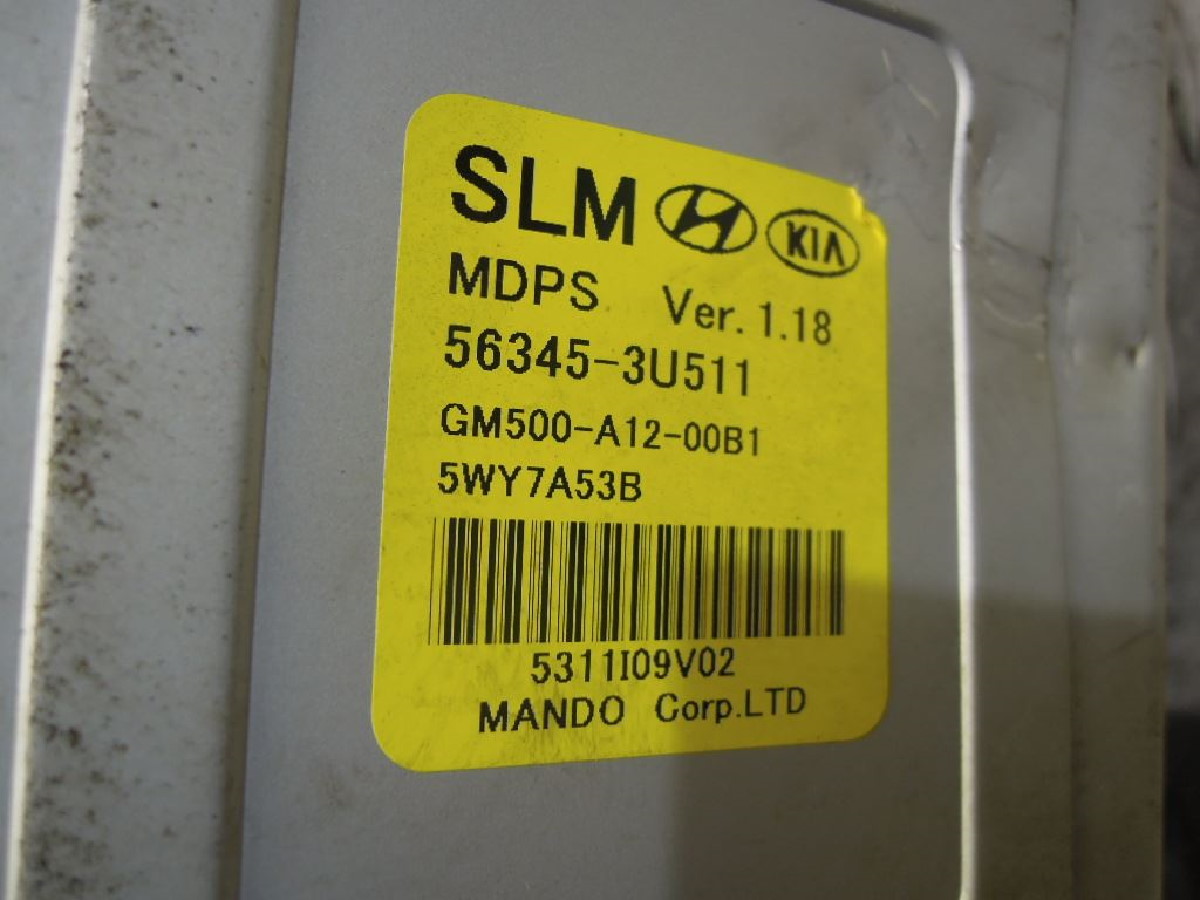 SLM KIA
MDPS Ver. 1.18
56345-3U511
GM500-A12-00B1
5WY7A53B
5311I09V02
MANDO Corp.LTD